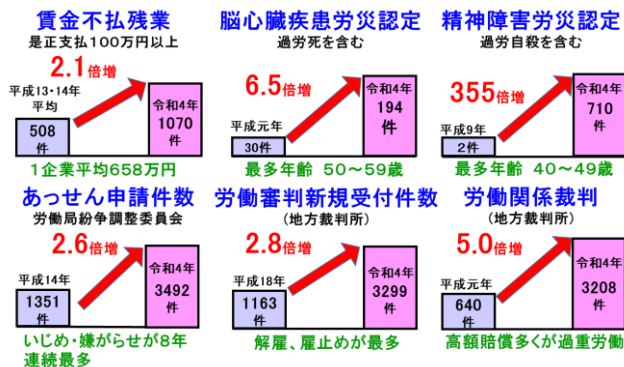 賃金不払残業
是正支払100万円以上
2.1倍増
平成13・14年
平均
508
件
令和4年
1070
件
1企業平均658万円
脳心臓疾患労災認定
過労死を含む
6.5倍増
平成元年
30件
令和4年
194
件
最多年齢 50～59歳
精神障害労災認定
過労自殺を含む
355倍増
平成9年
2件
令和4年
710
件
最多年齢 40～49歳
あっせん申請件数
労働局紛争調整委員会
2.6倍増
平成14年
1351
件
令和4年
3492
件
いじめ・嫌がらせが8年
連続最多
労働審判新規受付件数
(地方裁判所)
2.8倍増
平成18年
1163
件
令和4年
3299
件
解雇、雇止めが最多
労働関係裁判
(地方裁判所)
5.0倍増
平成元年
640
件
令和4年
3208
件
高額賠償多くが過重労働